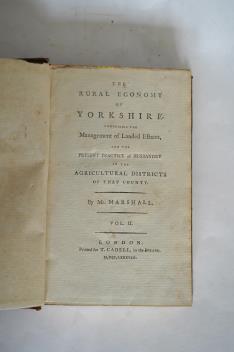 THE
RURAL ECONOMY
OF
YORKSHIRE.
COMPRIZING THE
Management of Landed Estates,
AND THE
PRESENT PRACTICE of HUSBANDRY
IN THE
AGRICULTURAL DISTRICTS
OF THAT COUNTY.
By Mr. MARSHALL.
VOL. II.
LONDON:
Printed for T. CADELL, in the STRAND.